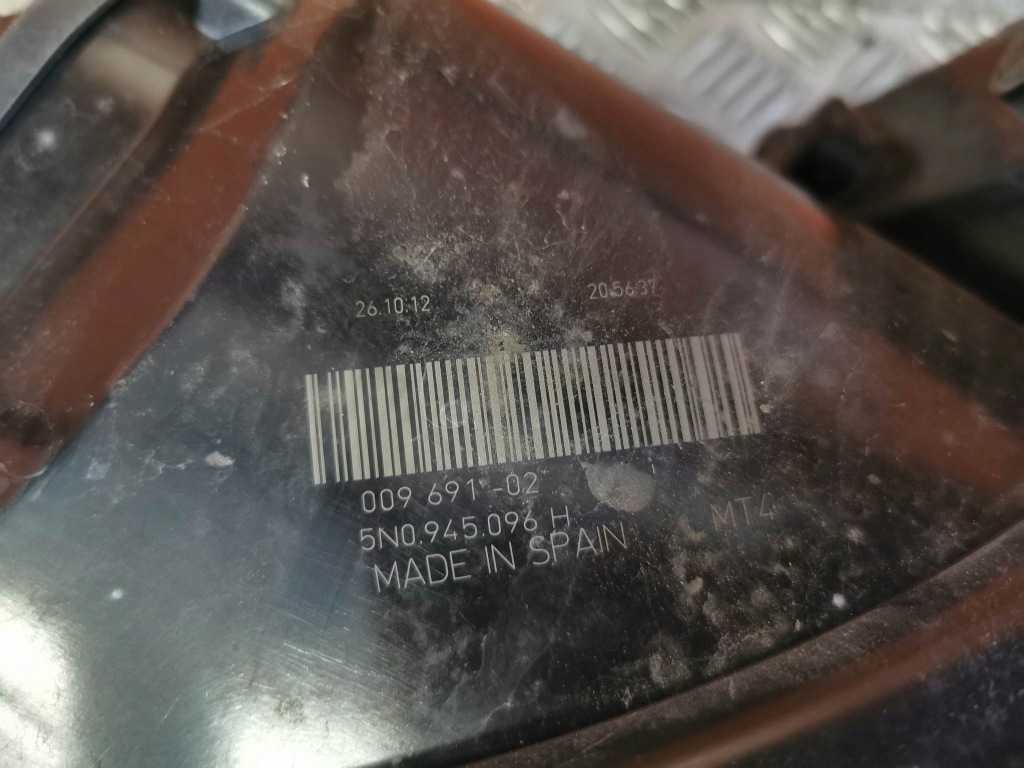 26.10.12 20:56:37
009 691 -02
5N0.945.096 H
MADE IN SPAIN
MT4